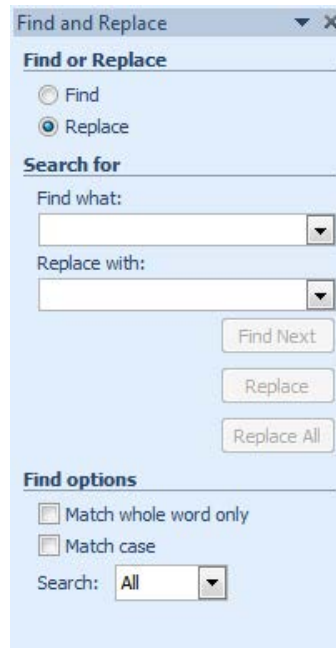 Find and Replace
Find or Replace
Find
Replace
Search for
Find what:
Replace with:
Find Next
Replace
Replace All
Find options
Match whole word only
Match case
Search: All